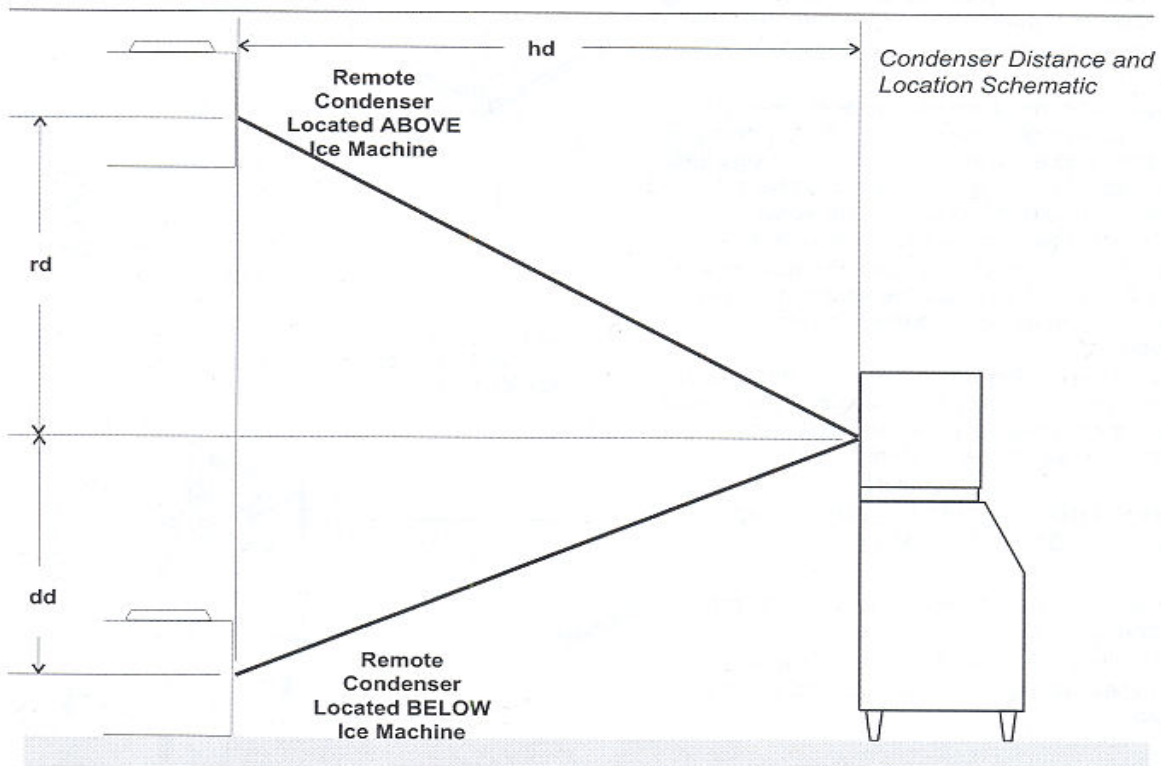 hd
Condenser Distance and
Location Schematic
Remote
Condenser
Located ABOVE
Ice Machine
rd
dd
Remote
Condenser
Located BELOW
Ice Machine